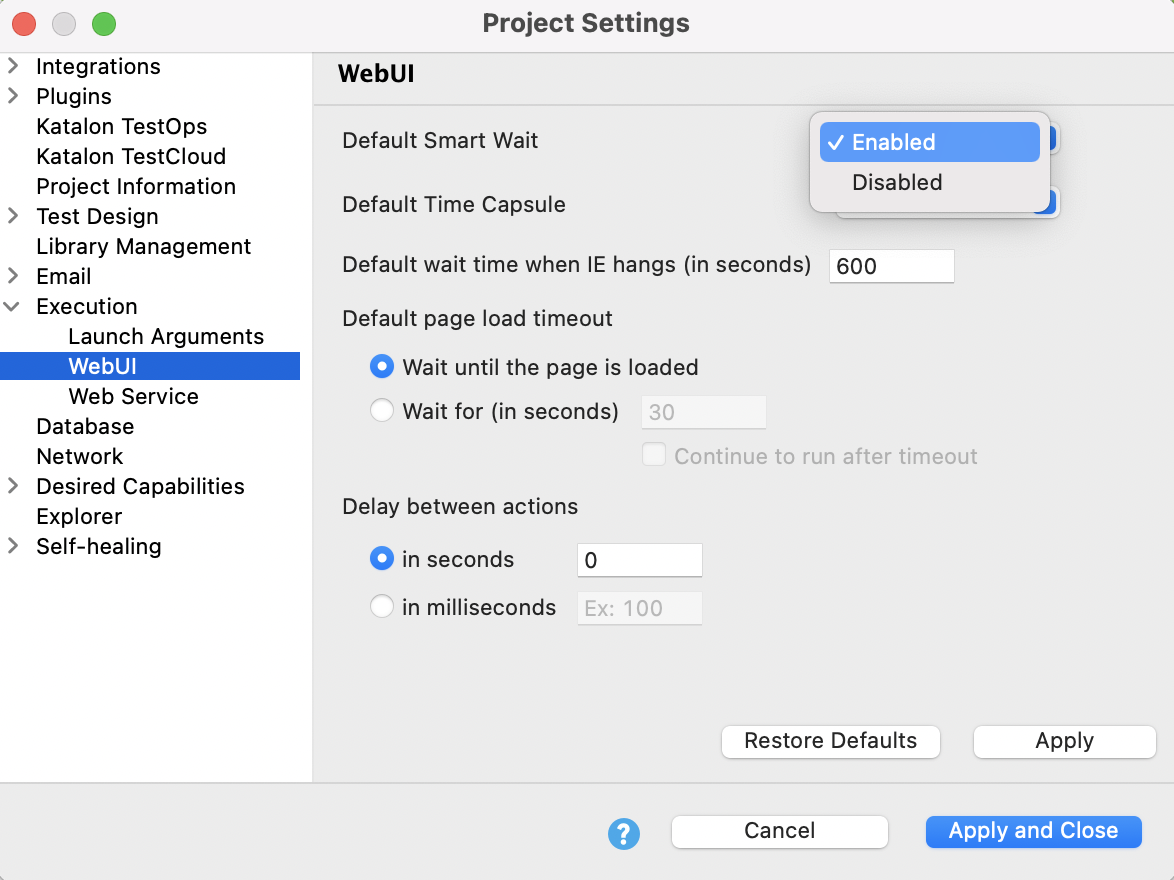 Project Settings
Integrations
Plugins
Katalon TestOps
Katalon TestCloud
Project Information
Test Design
Library Management
Email
Execution
Launch Arguments
WebUI
Web Service
Database
Network
Desired Capabilities
Explorer
Self-healing
WebUI
Default Smart Wait
Enabled
Disabled
Default Time Capsule
Default wait time when IE hangs (in seconds) 600
Default page load timeout
Wait until the page is loaded
Wait for (in seconds) 30
Continue to run after timeout
Delay between actions
in seconds 0
in milliseconds Ex: 100
Restore Defaults Apply
? Cancel Apply and Close